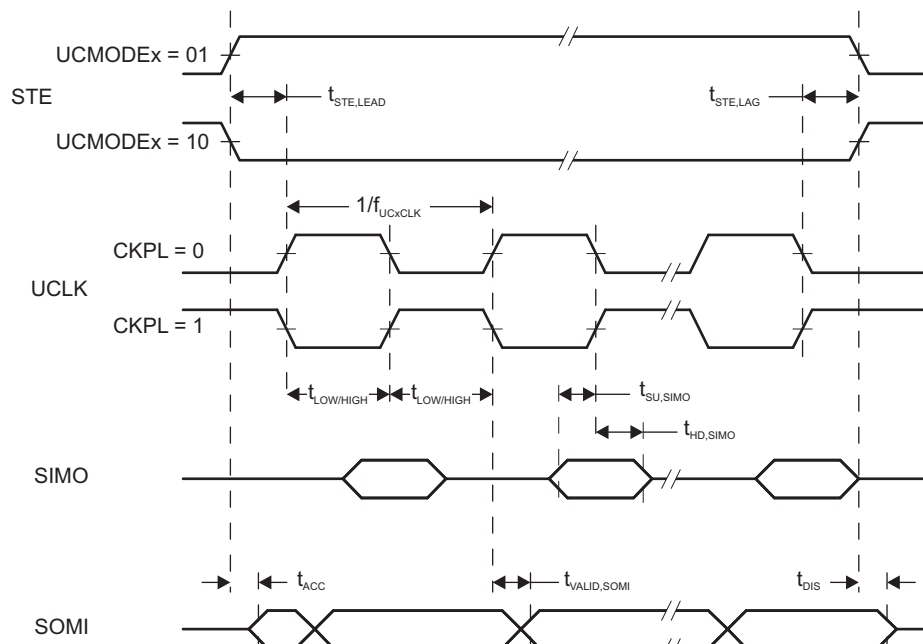 UCMODEx = 01
STE
t_STE,LEAD
t_STE,LAG
UCMODEx = 10
1/f_UCxCLK
CKPL = 0
UCLK
CKPL = 1
t_LOW/HIGH t_LOW/HIGH
t_SU,SIMO
t_HD,SIMO
SIMO
t_ACC
t_VALID,SOMI
t_DIS
SOMI